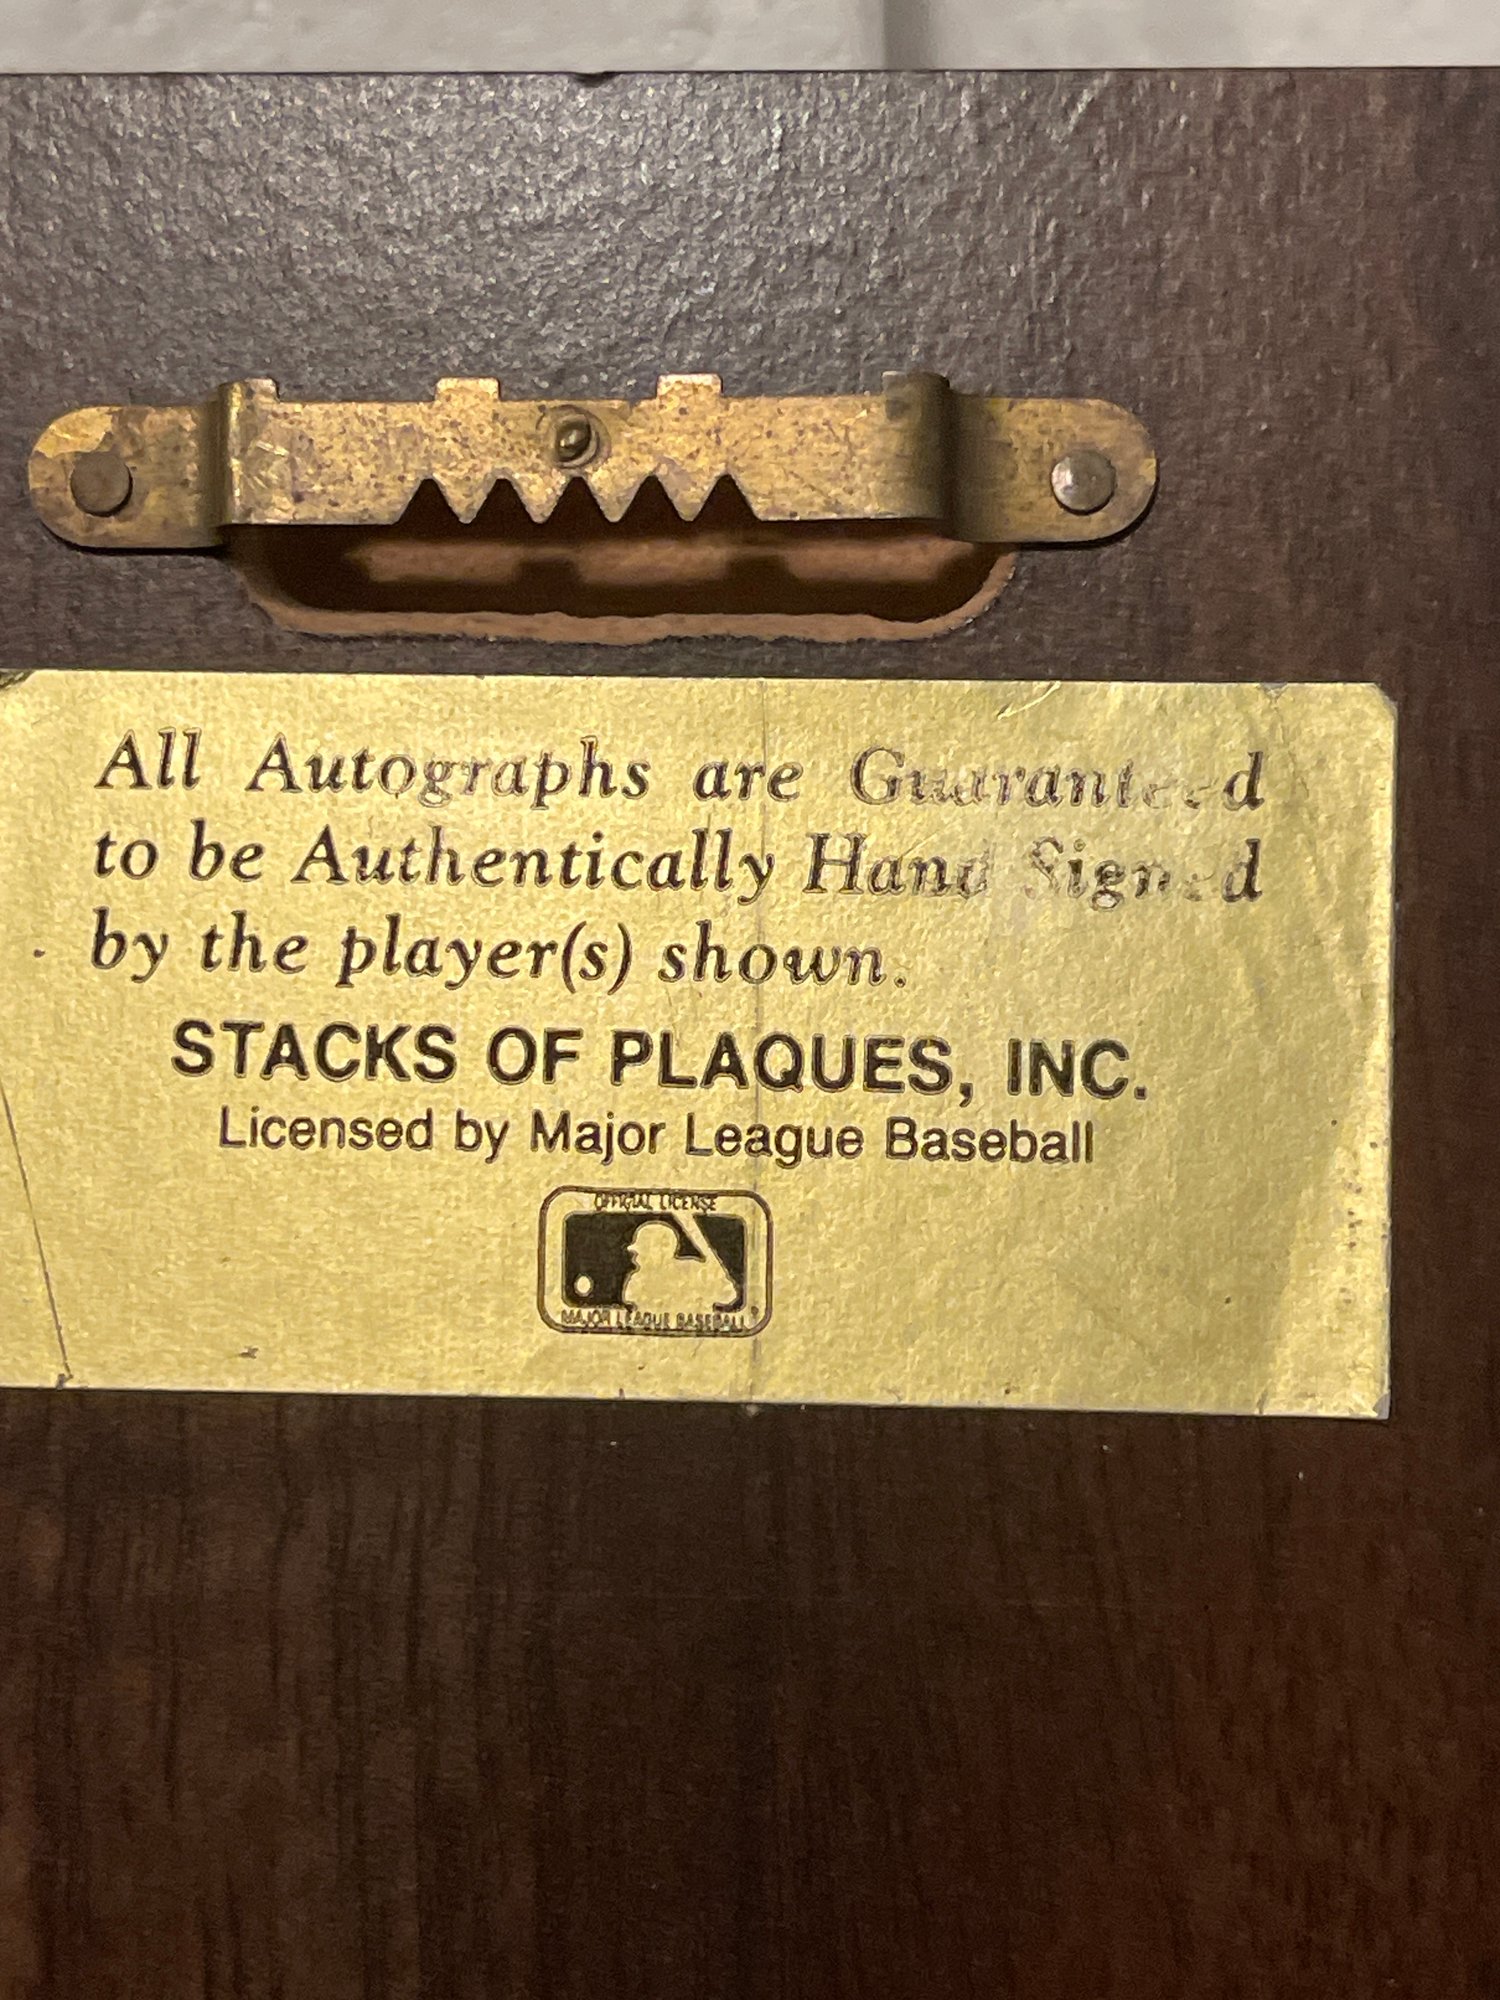 All Autographs are Guaranteed
to be Authentically Hand Signed
by the player(s) shown.
STACKS OF PLAQUES, INC.
Licensed by Major League Baseball
OFFICIAL LICENSE
MAJOR LEAGUE BASEBALL